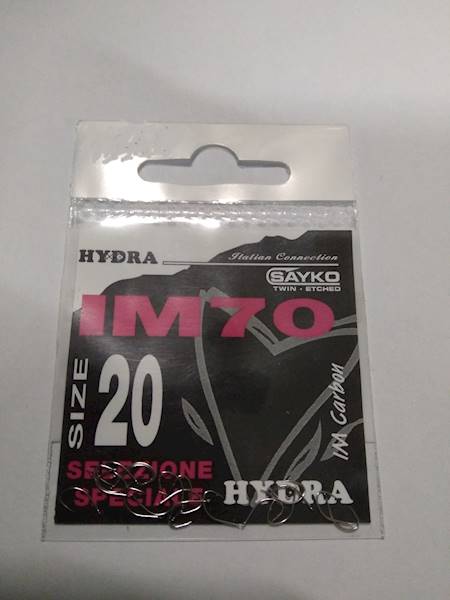 HYDRA Italian Connection
SAYKO
TWIN - ETCHED
IM70
SIZE 20
IM Carbon
SELEZIONE
SPECIALE
HYDRA